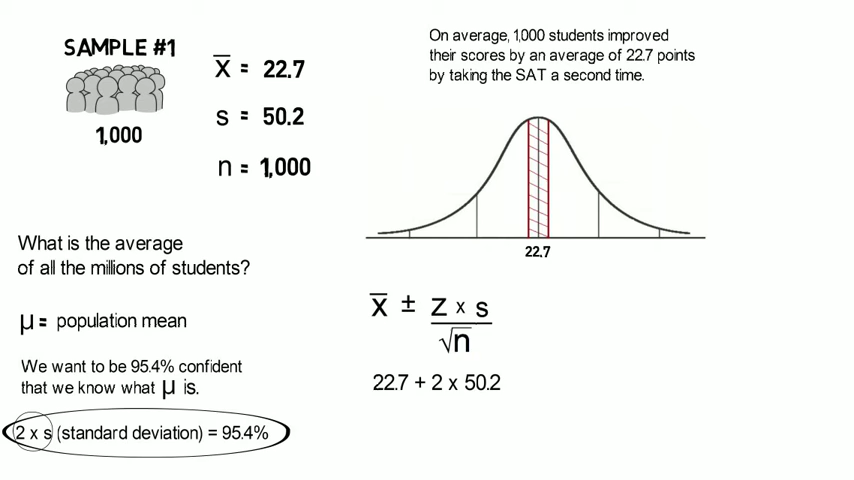 SAMPLE #1
1,000
x̅ = 22.7
s = 50.2
n = 1,000
On average, 1,000 students improved
their scores by an average of 22.7 points
by taking the SAT a second time.
22.7
What is the average
of all the millions of students?
μ = population mean
We want to be 95.4% confident
that we know what μ is.
2 x s (standard deviation) = 95.4%
x̅ ± z x s
√n
22.7 + 2 x 50.2